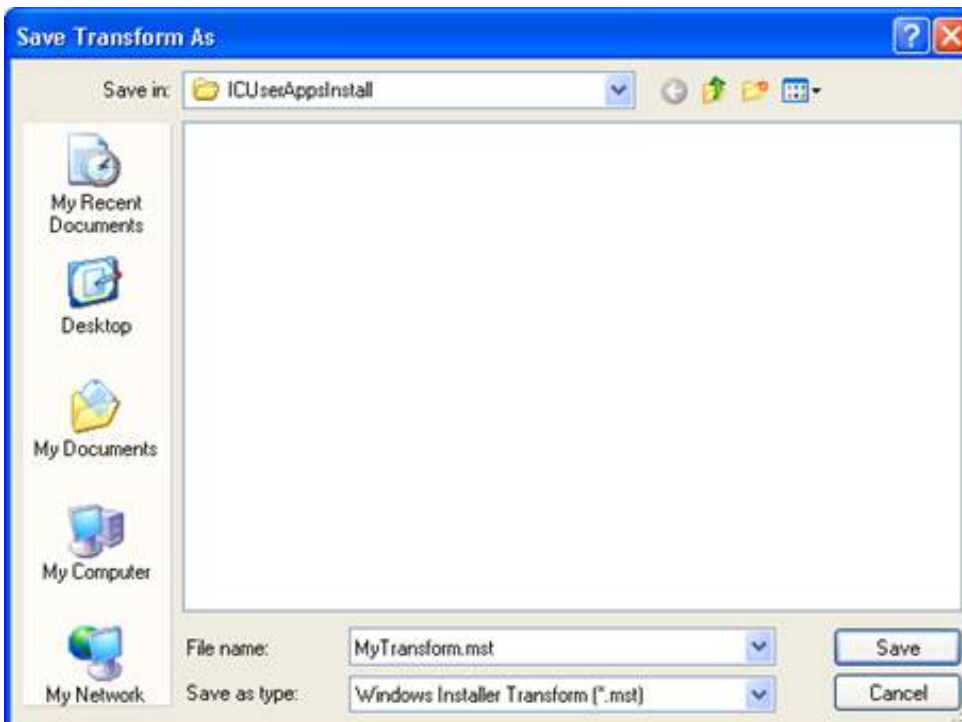 Save Transform As
Save in:
ICUserAppsInstall
My Recent
Documents
Desktop
My Documents
My Computer
My Network
File name:
MyTransform.mst
Save
Save as type:
Windows Installer Transform (*.mst)
Cancel